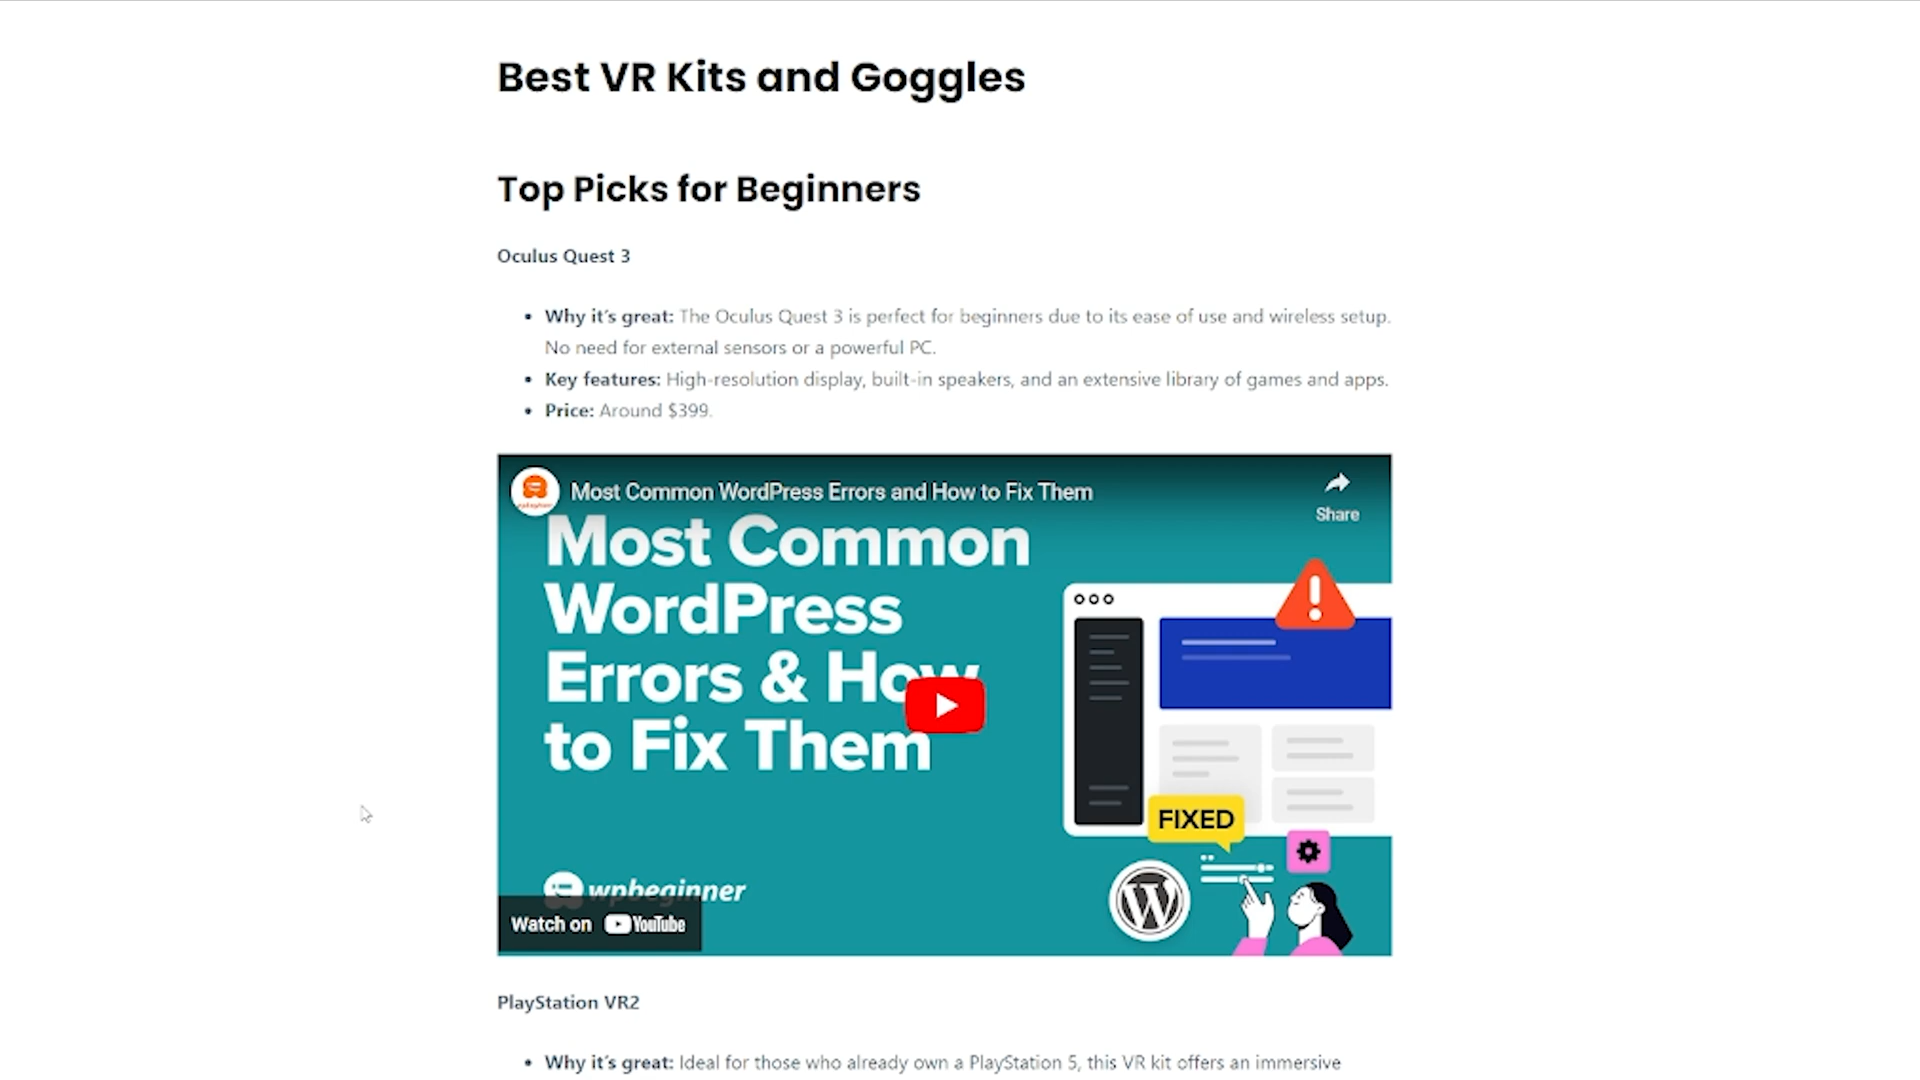 Best VR Kits and Goggles
Top Picks for Beginners
Oculus Quest 3
Why it's great: The Oculus Quest 3 is perfect for beginners due to its ease of use and wireless setup.
No need for external sensors or a powerful PC.
Key features: High-resolution display, built-in speakers, and an extensive library of games and apps.
Price: Around $399.
Most Common WordPress Errors and How to Fix Them
Share
Most Common
WordPress
Errors & How
to Fix Them
FIXED
wpbeginner
Watch on YouTube
PlayStation VR2
Why it's great: Ideal for those who already own a PlayStation 5, this VR kit offers an immersive